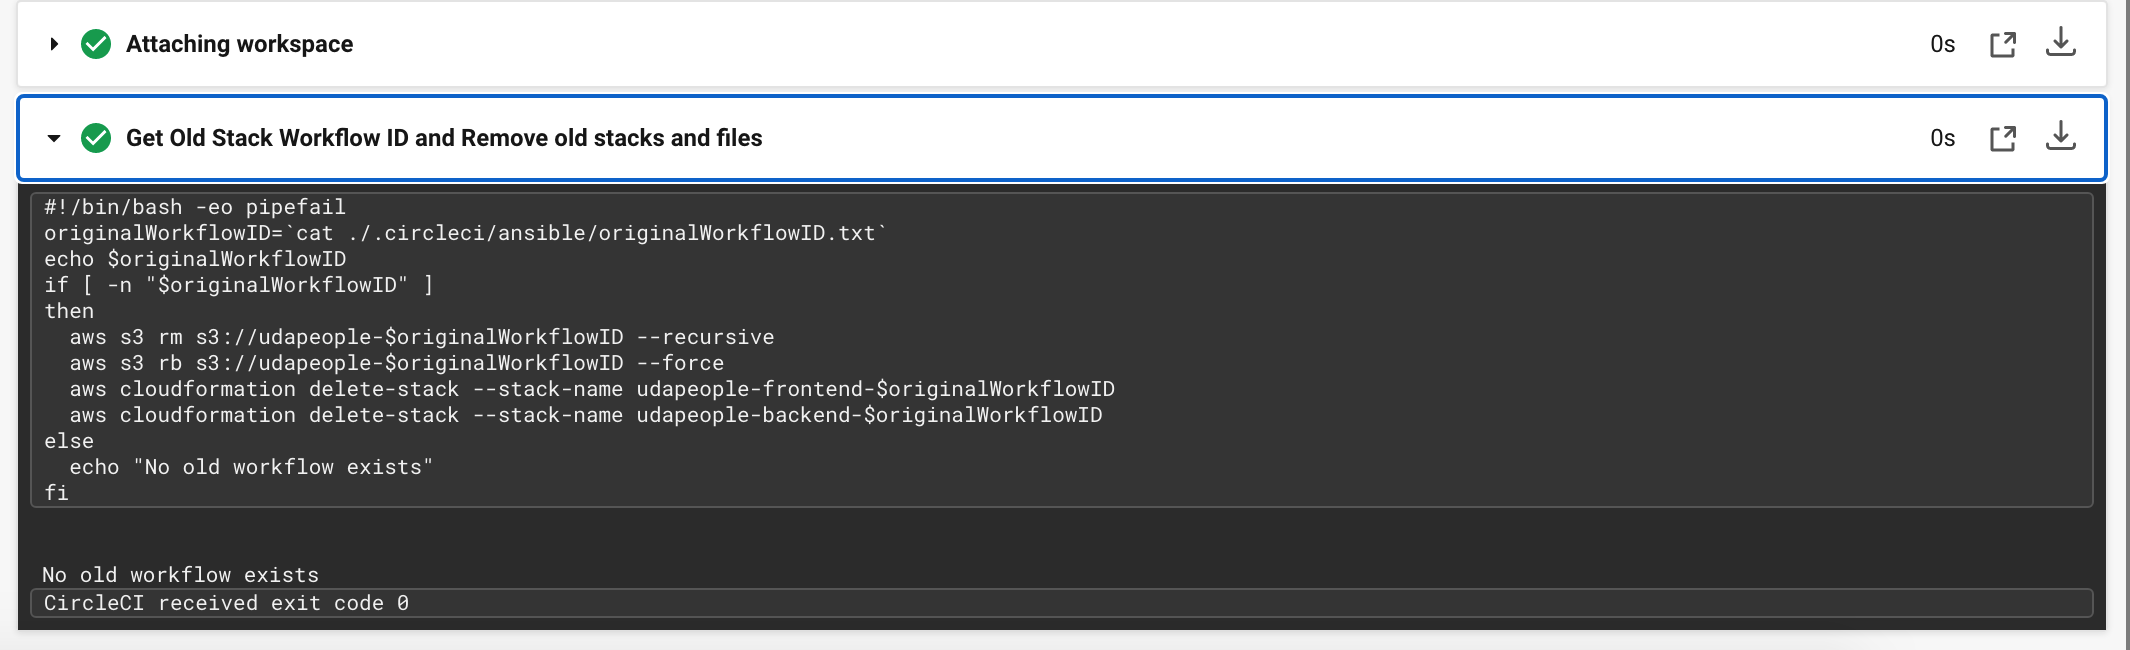 Attaching workspace 0s
Get Old Stack Workflow ID and Remove old stacks and files 0s
#!/bin/bash -eo pipefail
originalWorkflowID=`cat ./.circleci/ansible/originalWorkflowID.txt`
echo $originalWorkflowID
if [ -n "$originalWorkflowID" ]
then
  aws s3 rm s3://udapeople-$originalWorkflowID --recursive
  aws s3 rb s3://udapeople-$originalWorkflowID --force
  aws cloudformation delete-stack --stack-name udapeople-frontend-$originalWorkflowID
  aws cloudformation delete-stack --stack-name udapeople-backend-$originalWorkflowID
else
  echo "No old workflow exists"
fi
No old workflow exists
CircleCI received exit code 0